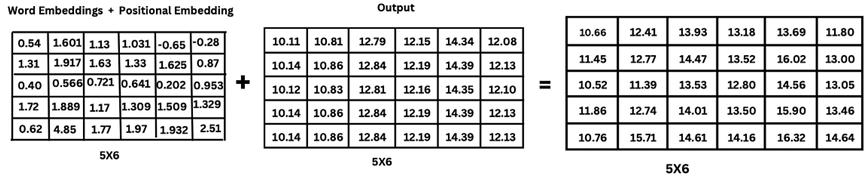 Word Embeddings + Positional Embedding
Output
0.54 1.601 1.13 1.031 -0.65 -0.28
1.31 1.917 1.63 1.33 1.625 0.87
0.40 0.566 0.721 0.641 0.202 0.953
1.72 1.889 1.17 1.309 1.509 1.329
0.62 4.85 1.77 1.97 1.932 2.51
5X6
+
10.11 10.81 12.79 12.15 14.34 12.08
10.14 10.86 12.84 12.19 14.39 12.13
10.12 10.83 12.81 12.16 14.35 12.10
10.14 10.86 12.84 12.19 14.39 12.13
10.14 10.86 12.84 12.19 14.39 12.13
5X6
=
10.66 12.41 13.93 13.18 13.69 11.80
11.45 12.77 14.47 13.52 16.02 13.00
10.52 11.39 13.53 12.80 14.56 13.05
11.86 12.74 14.01 13.50 15.90 13.46
10.76 15.71 14.61 14.16 16.32 14.64
5X6